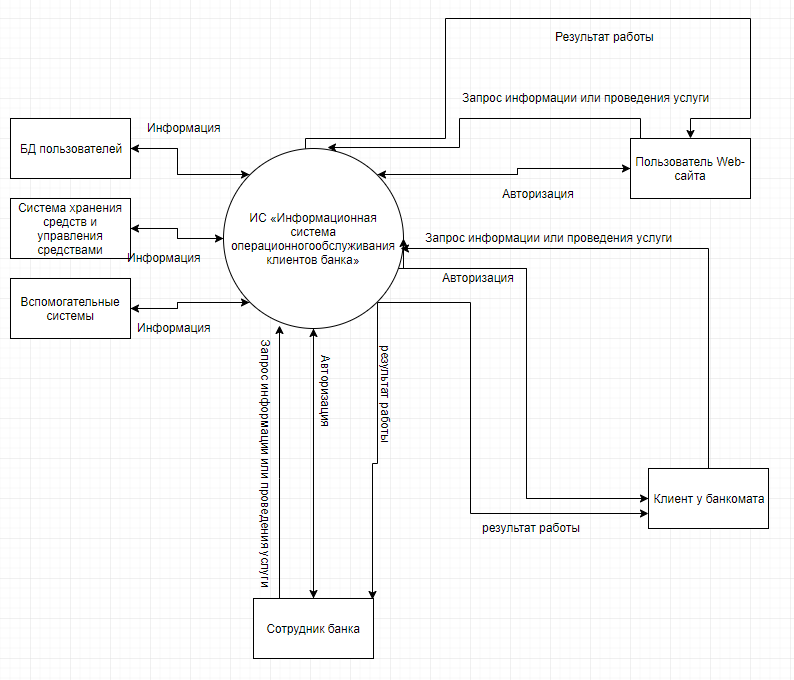 Результат работы
Запрос информации или проведения услуги
Информация
БД пользователей
Пользователь Web-
сайта
Авторизация
Система хранения
средств и
управления
средствами
Информация
ИС «Информационная
система
операционногообслуживания
клиентов банка»
Запрос информации или проведения услуги
Авторизация
Вспомогательные
системы
Информация
Запрос информации или проведения услуги
Авторизация
результат работы
Клиент у банкомата
результат работы
Сотрудник банка